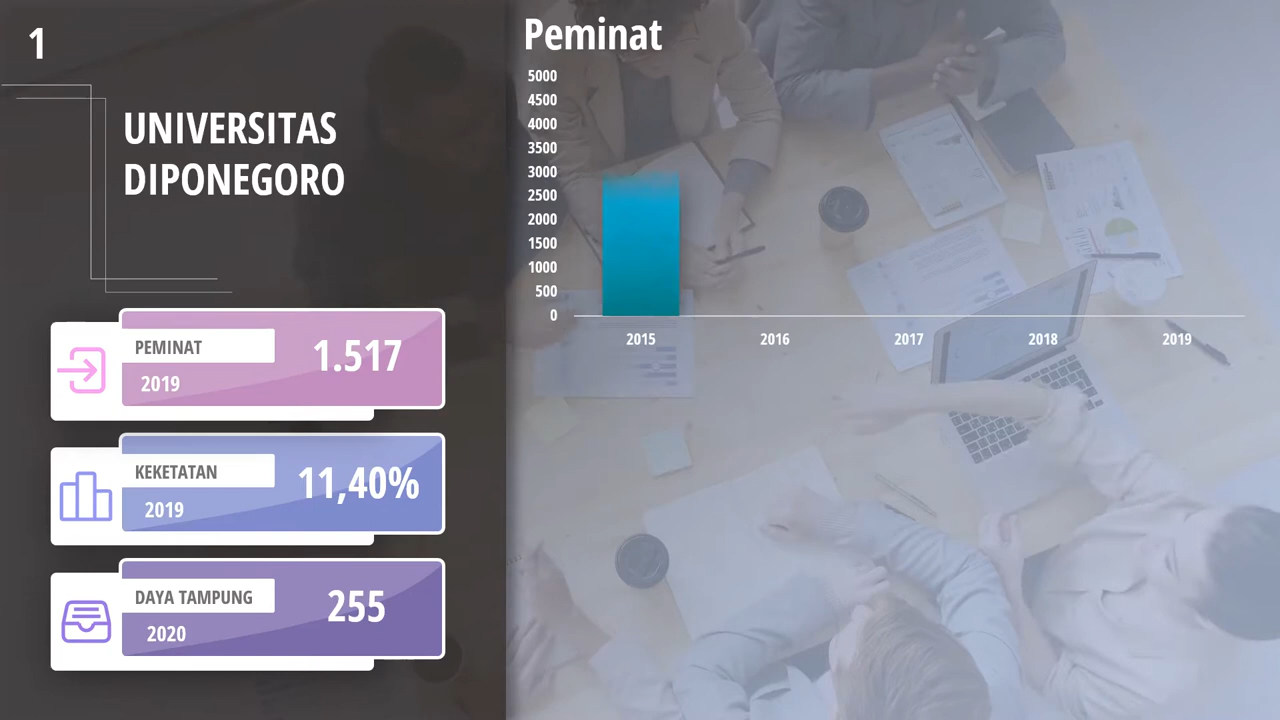 1
UNIVERSITAS
DIPONEGORO
PEMINAT
2019
1.517
KEKETATAN
2019
11,40%
DAYA TAMPUNG
2020
255
Peminat
5000
4500
4000
3500
3000
2500
2000
1500
1000
500
0
2015 2016 2017 2018 2019